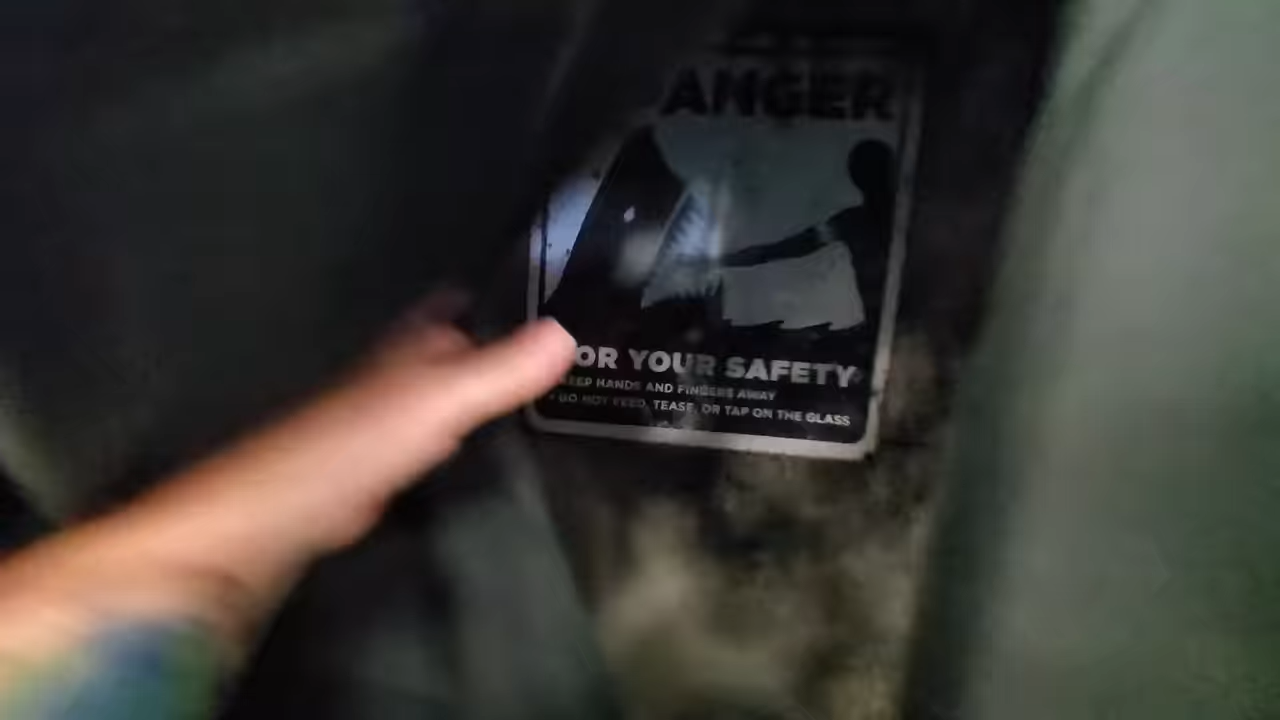 ANGER
OR YOUR SAFETY
EEP HANDS AND FINGERS AWAY
• DO NOT FEED, TEASE, OR TAP ON THE GLASS